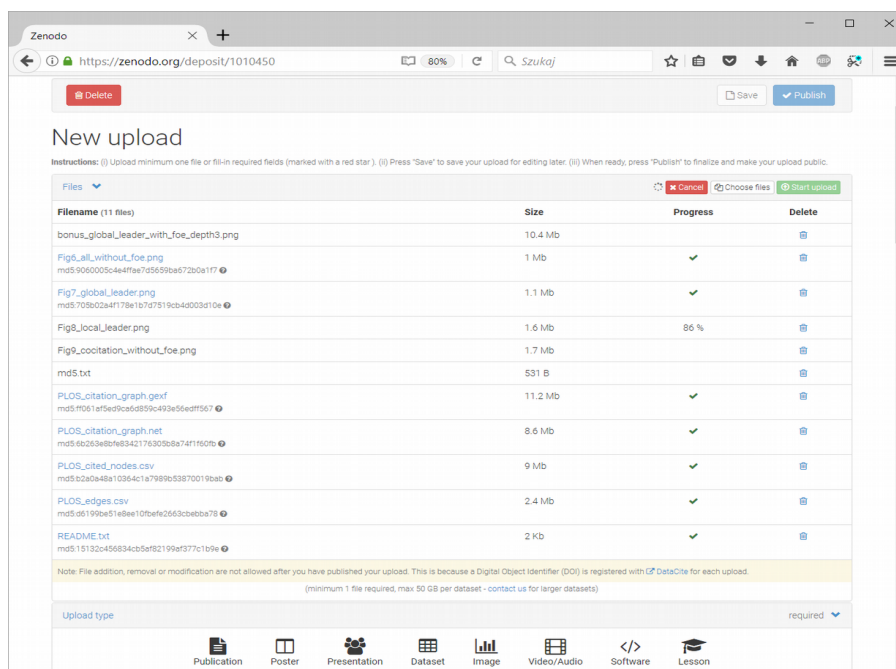 Zenodo
https://zenodo.org/deposit/1010450
80%
Szukaj
ABP
Delete
Save
Publish
New upload
Instructions: (i) Upload minimum one file or fill-in required fields (marked with a red star ). (ii) Press "Save" to save your upload for editing later. (iii) When ready, press "Publish" to finalize and make your upload public.
Files
Cancel Choose files Start upload
Filename (11 files) Size Progress Delete
bonus_global_leader_with_foe_depth3.png 10.4 Mb
Fig6_all_without_foe.png 1 Mb
md5:9060005c4e4ffae7d5659ba672b0a1f7
Fig7_global_leader.png 1.1 Mb
md5:705b02a4f178e1b7d7519cb4d003d10e
Fig8_local_leader.png 1.6 Mb 86 %
Fig9_cocitation_without_foe.png 1.7 Mb
md5.txt 531 B
PLOS_citation_graph.gexf 11.2 Mb
md5:ff061af5ed9ca6d859c493e56edff567
PLOS_citation_graph.net 8.6 Mb
md5:6b263e8bfe8342176305b8a74f1f60fb
PLOS_cited_nodes.csv 9 Mb
md5:b2a0a48a10364c1a7989b53870019bab
PLOS_edges.csv 2.4 Mb
md5:d6199be51e8ee10fbefe2663cbebba78
README.txt 2 Kb
md5:15132c456834cb5af82199af377c1b9e
Note: File addition, removal or modification are not allowed after you have published your upload. This is because a Digital Object Identifier (DOI) is registered with DataCite for each upload.
(minimum 1 file required, max 50 GB per dataset - contact us for larger datasets)
Upload type required
Publication Poster Presentation Dataset Image Video/Audio Software Lesson